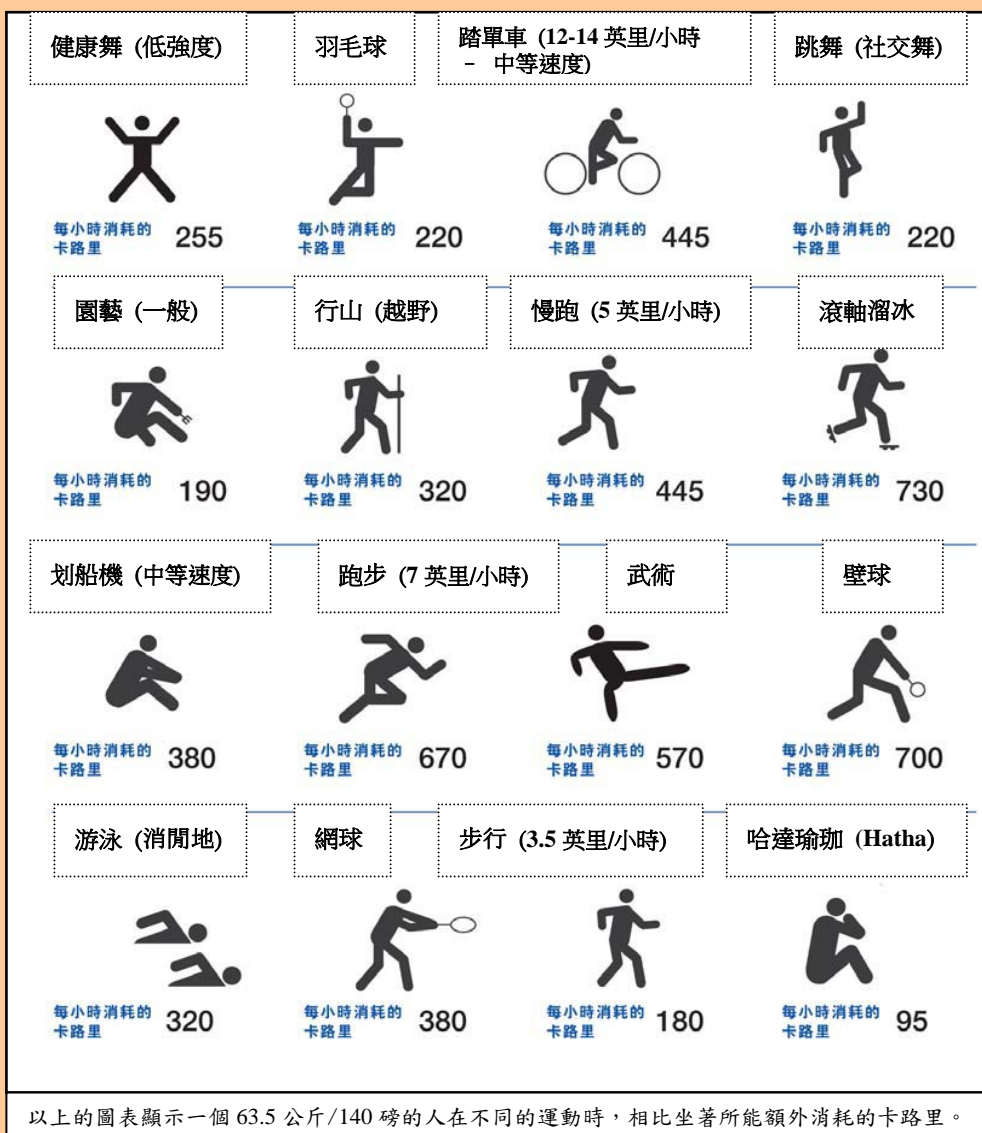 健康舞 (低強度)
羽毛球
踏單車 (12-14 英里/小時
- 中等速度)
跳舞 (社交舞)
每小時消耗的
卡路里 255
每小時消耗的
卡路里 220
每小時消耗的
卡路里 445
每小時消耗的
卡路里 220
園藝 (一般)
行山 (越野)
慢跑 (5 英里/小時)
滾軸溜冰
每小時消耗的
卡路里 190
每小時消耗的
卡路里 320
每小時消耗的
卡路里 445
每小時消耗的
卡路里 730
划船機 (中等速度)
跑步 (7 英里/小時)
武術
壁球
每小時消耗的
卡路里 380
每小時消耗的
卡路里 670
每小時消耗的
卡路里 570
每小時消耗的
卡路里 700
游泳 (消閒地)
網球
步行 (3.5 英里/小時)
哈達瑜珈 (Hatha)
每小時消耗的
卡路里 320
每小時消耗的
卡路里 380
每小時消耗的
卡路里 180
每小時消耗的
卡路里 95
以上的圖表顯示一個 63.5 公斤/140 磅的人在不同的運動時，相比坐著所能額外消耗的卡路里。